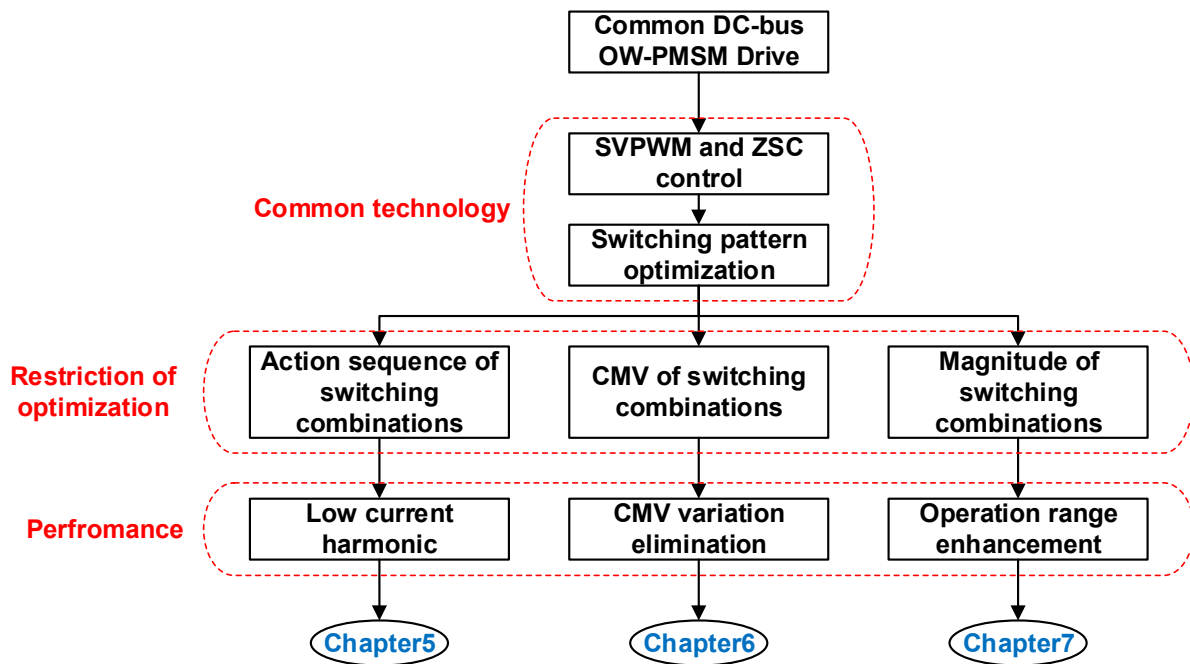 Common DC-bus
OW-PMSM Drive
SVPWM and ZSC
control
Common technology
Switching pattern
optimization
Restriction of
optimization
Action sequence of
switching
combinations
CMV of switching
combinations
Magnitude of
switching
combinations
Perfromance
Low current
harmonic
CMV variation
elimination
Operation range
enhancement
Chapter5
Chapter6
Chapter7